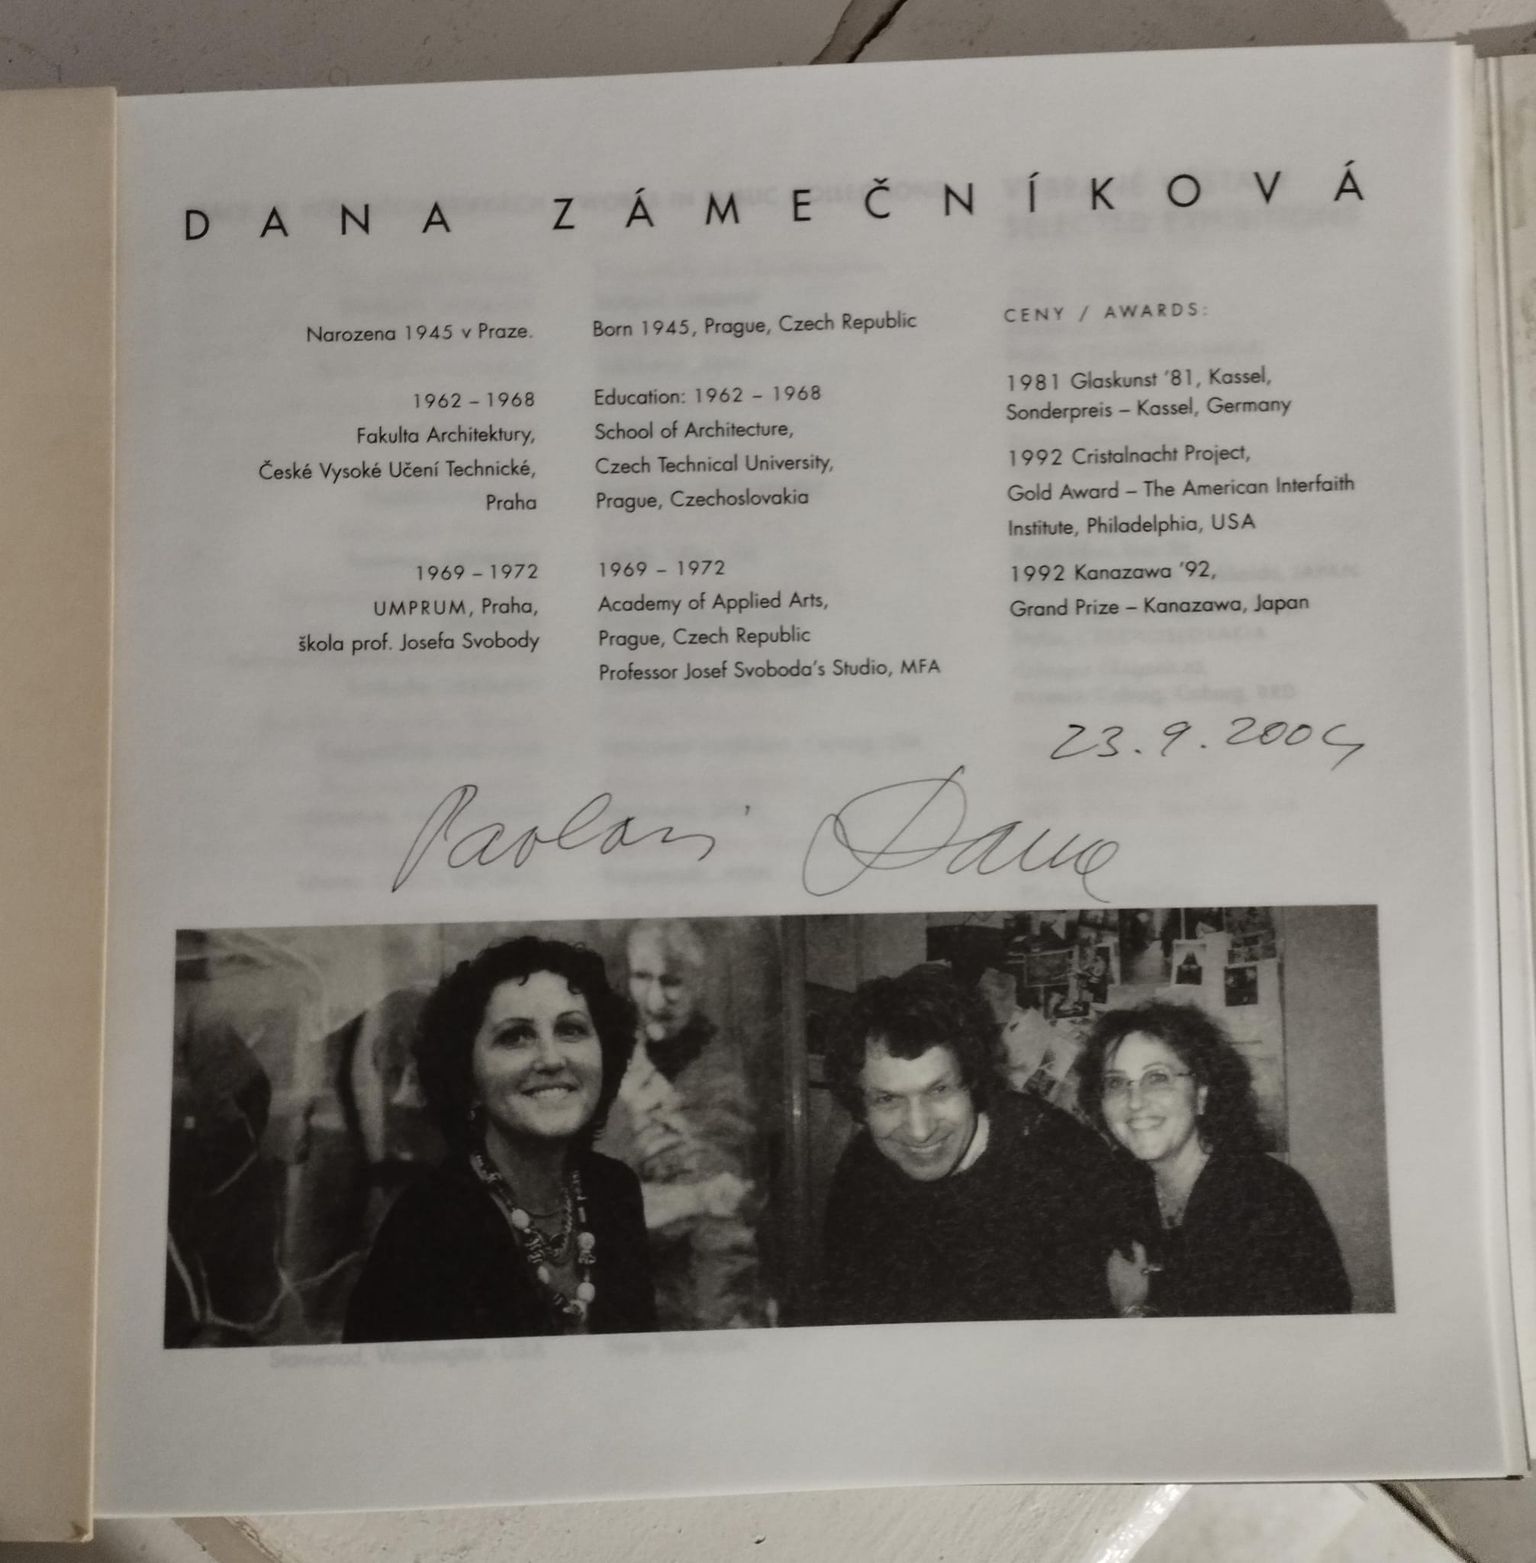 DANA ZÁMEČNÍKOVÁ
Narozena 1945 v Praze.
1962 – 1968
Fakulta Architektury,
České Vysoké Učení Technické,
Praha
1969 – 1972
UMPRUM, Praha,
škola prof. Josefa Svobody
Born 1945, Prague, Czech Republic
Education: 1962 – 1968
School of Architecture,
Czech Technical University,
Prague, Czechoslovakia
1969 – 1972
Academy of Applied Arts,
Prague, Czech Republic
Professor Josef Svoboda's Studio, MFA
CENY / AWARDS:
1981 Glaskunst '81, Kassel,
Sonderpreis – Kassel, Germany
1992 Cristalnacht Project,
Gold Award – The American Interfaith
Institute, Philadelphia, USA
1992 Kanazawa '92,
Grand Prize – Kanazawa, Japan
23.9.2004
Pavlovi Dana